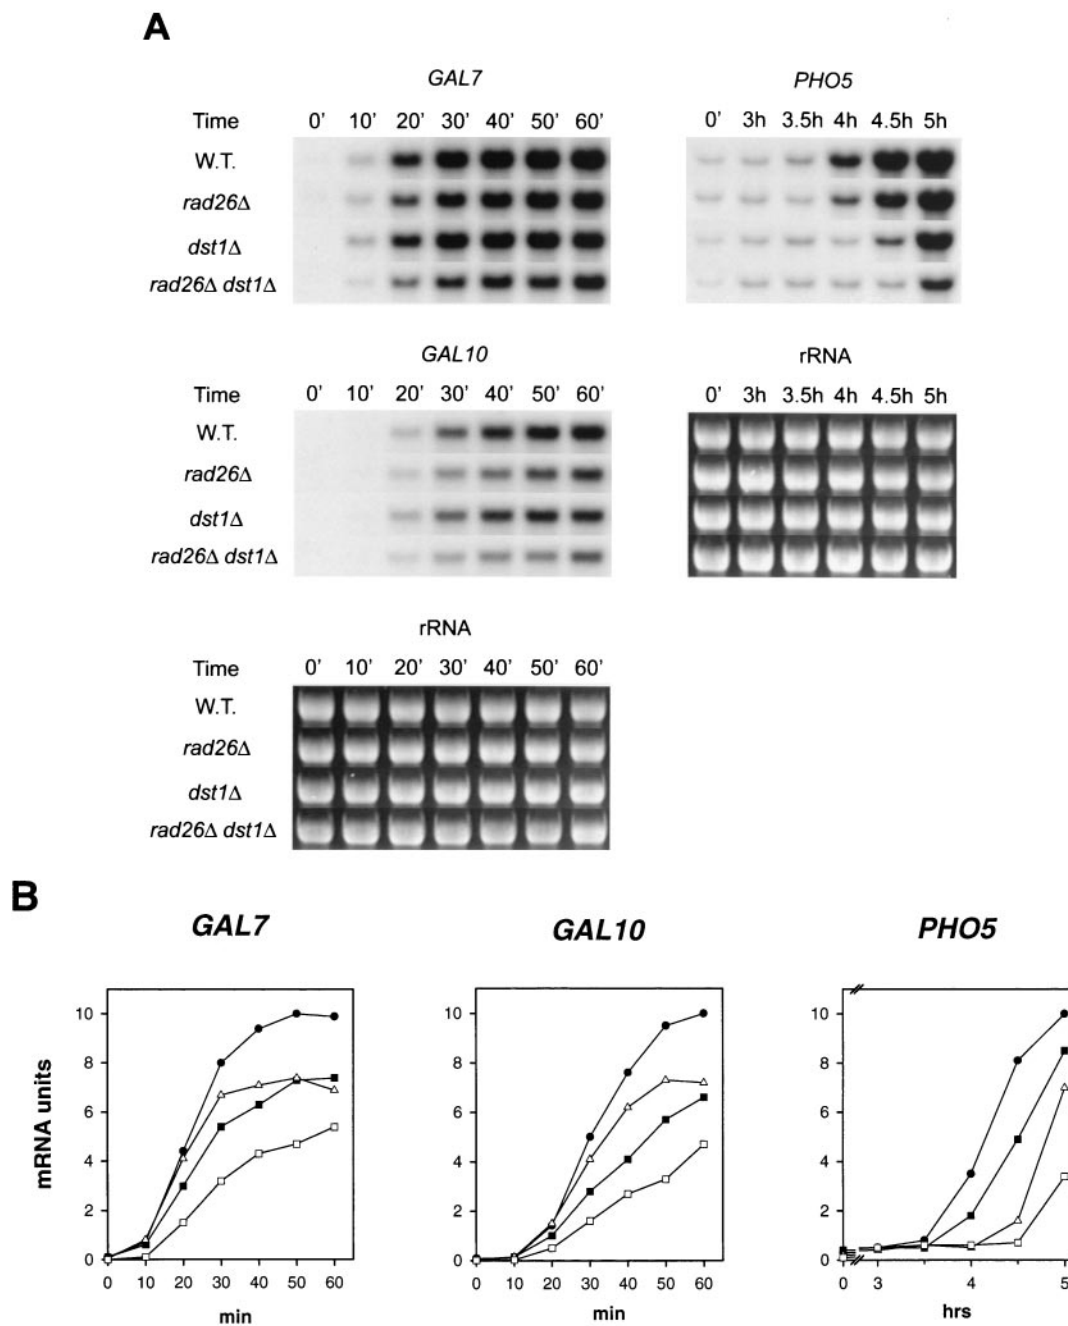 A
GAL7
Time 0' 10' 20' 30' 40' 50' 60'
W.T.
rad26Δ
dst1Δ
rad26Δ dst1Δ
PHO5
0' 3h 3.5h 4h 4.5h 5h
GAL10
Time 0' 10' 20' 30' 40' 50' 60'
W.T.
rad26Δ
dst1Δ
rad26Δ dst1Δ
rRNA
0' 3h 3.5h 4h 4.5h 5h
rRNA
Time 0' 10' 20' 30' 40' 50' 60'
W.T.
rad26Δ
dst1Δ
rad26Δ dst1Δ
B
GAL7
mRNA units
10
8
6
4
2
0
0 10 20 30 40 50 60
min
GAL10
10
8
6
4
2
0
0 10 20 30 40 50 60
min
PHO5
10
8
6
4
2
0
0 3 4 5
hrs